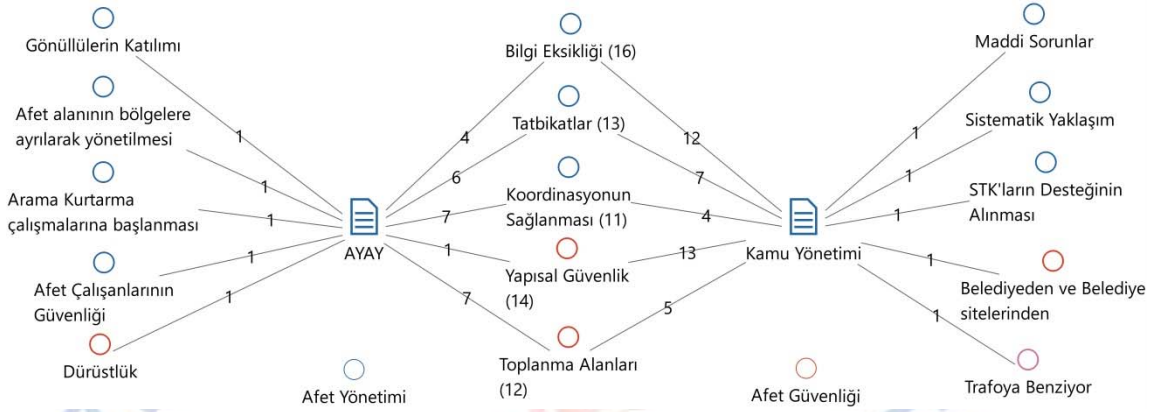 Gönüllülerin Katılımı
Afet alanının bölgelere
ayrılarak yönetilmesi
Arama Kurtarma
çalışmalarına başlanması
Afet Çalışanlarının
Güvenliği
Dürüstlük
1
1
1
1
1
AYAY
4
6
7
1
7
Bilgi Eksikliği (16)
Tatbikatlar (13)
Koordinasyonun
Sağlanması (11)
Yapısal Güvenlik
(14)
Toplanma Alanları
(12)
12
7
4
13
5
Kamu Yönetimi
1
1
1
1
1
Maddi Sorunlar
Sistematik Yaklaşım
STK'ların Desteğinin
Alınması
Belediyeden ve Belediye
sitelerinden
Trafoya Benziyor
Afet Yönetimi
Afet Güvenliği